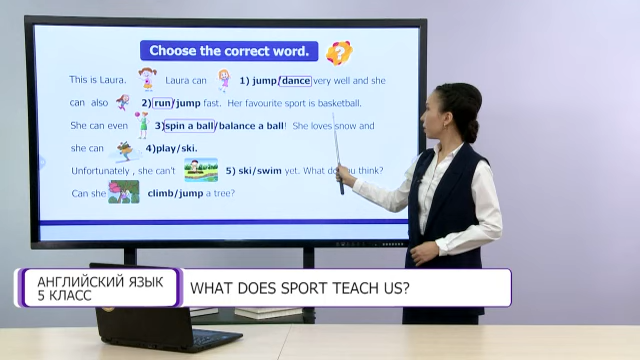 Choose the correct word.
This is Laura. Laura can 1) jump/dance very well and she
can also 2) run/jump fast. Her favourite sport is basketball.
She can even 3)spin a ball/balance a ball! She loves snow and
she can 4)play/ski.
Unfortunately , she can't 5) ski/swim yet. What do you think?
Can she climb/jump a tree?
АНГЛИЙСКИЙ ЯЗЫК
5 КЛАСС
WHAT DOES SPORT TEACH US?